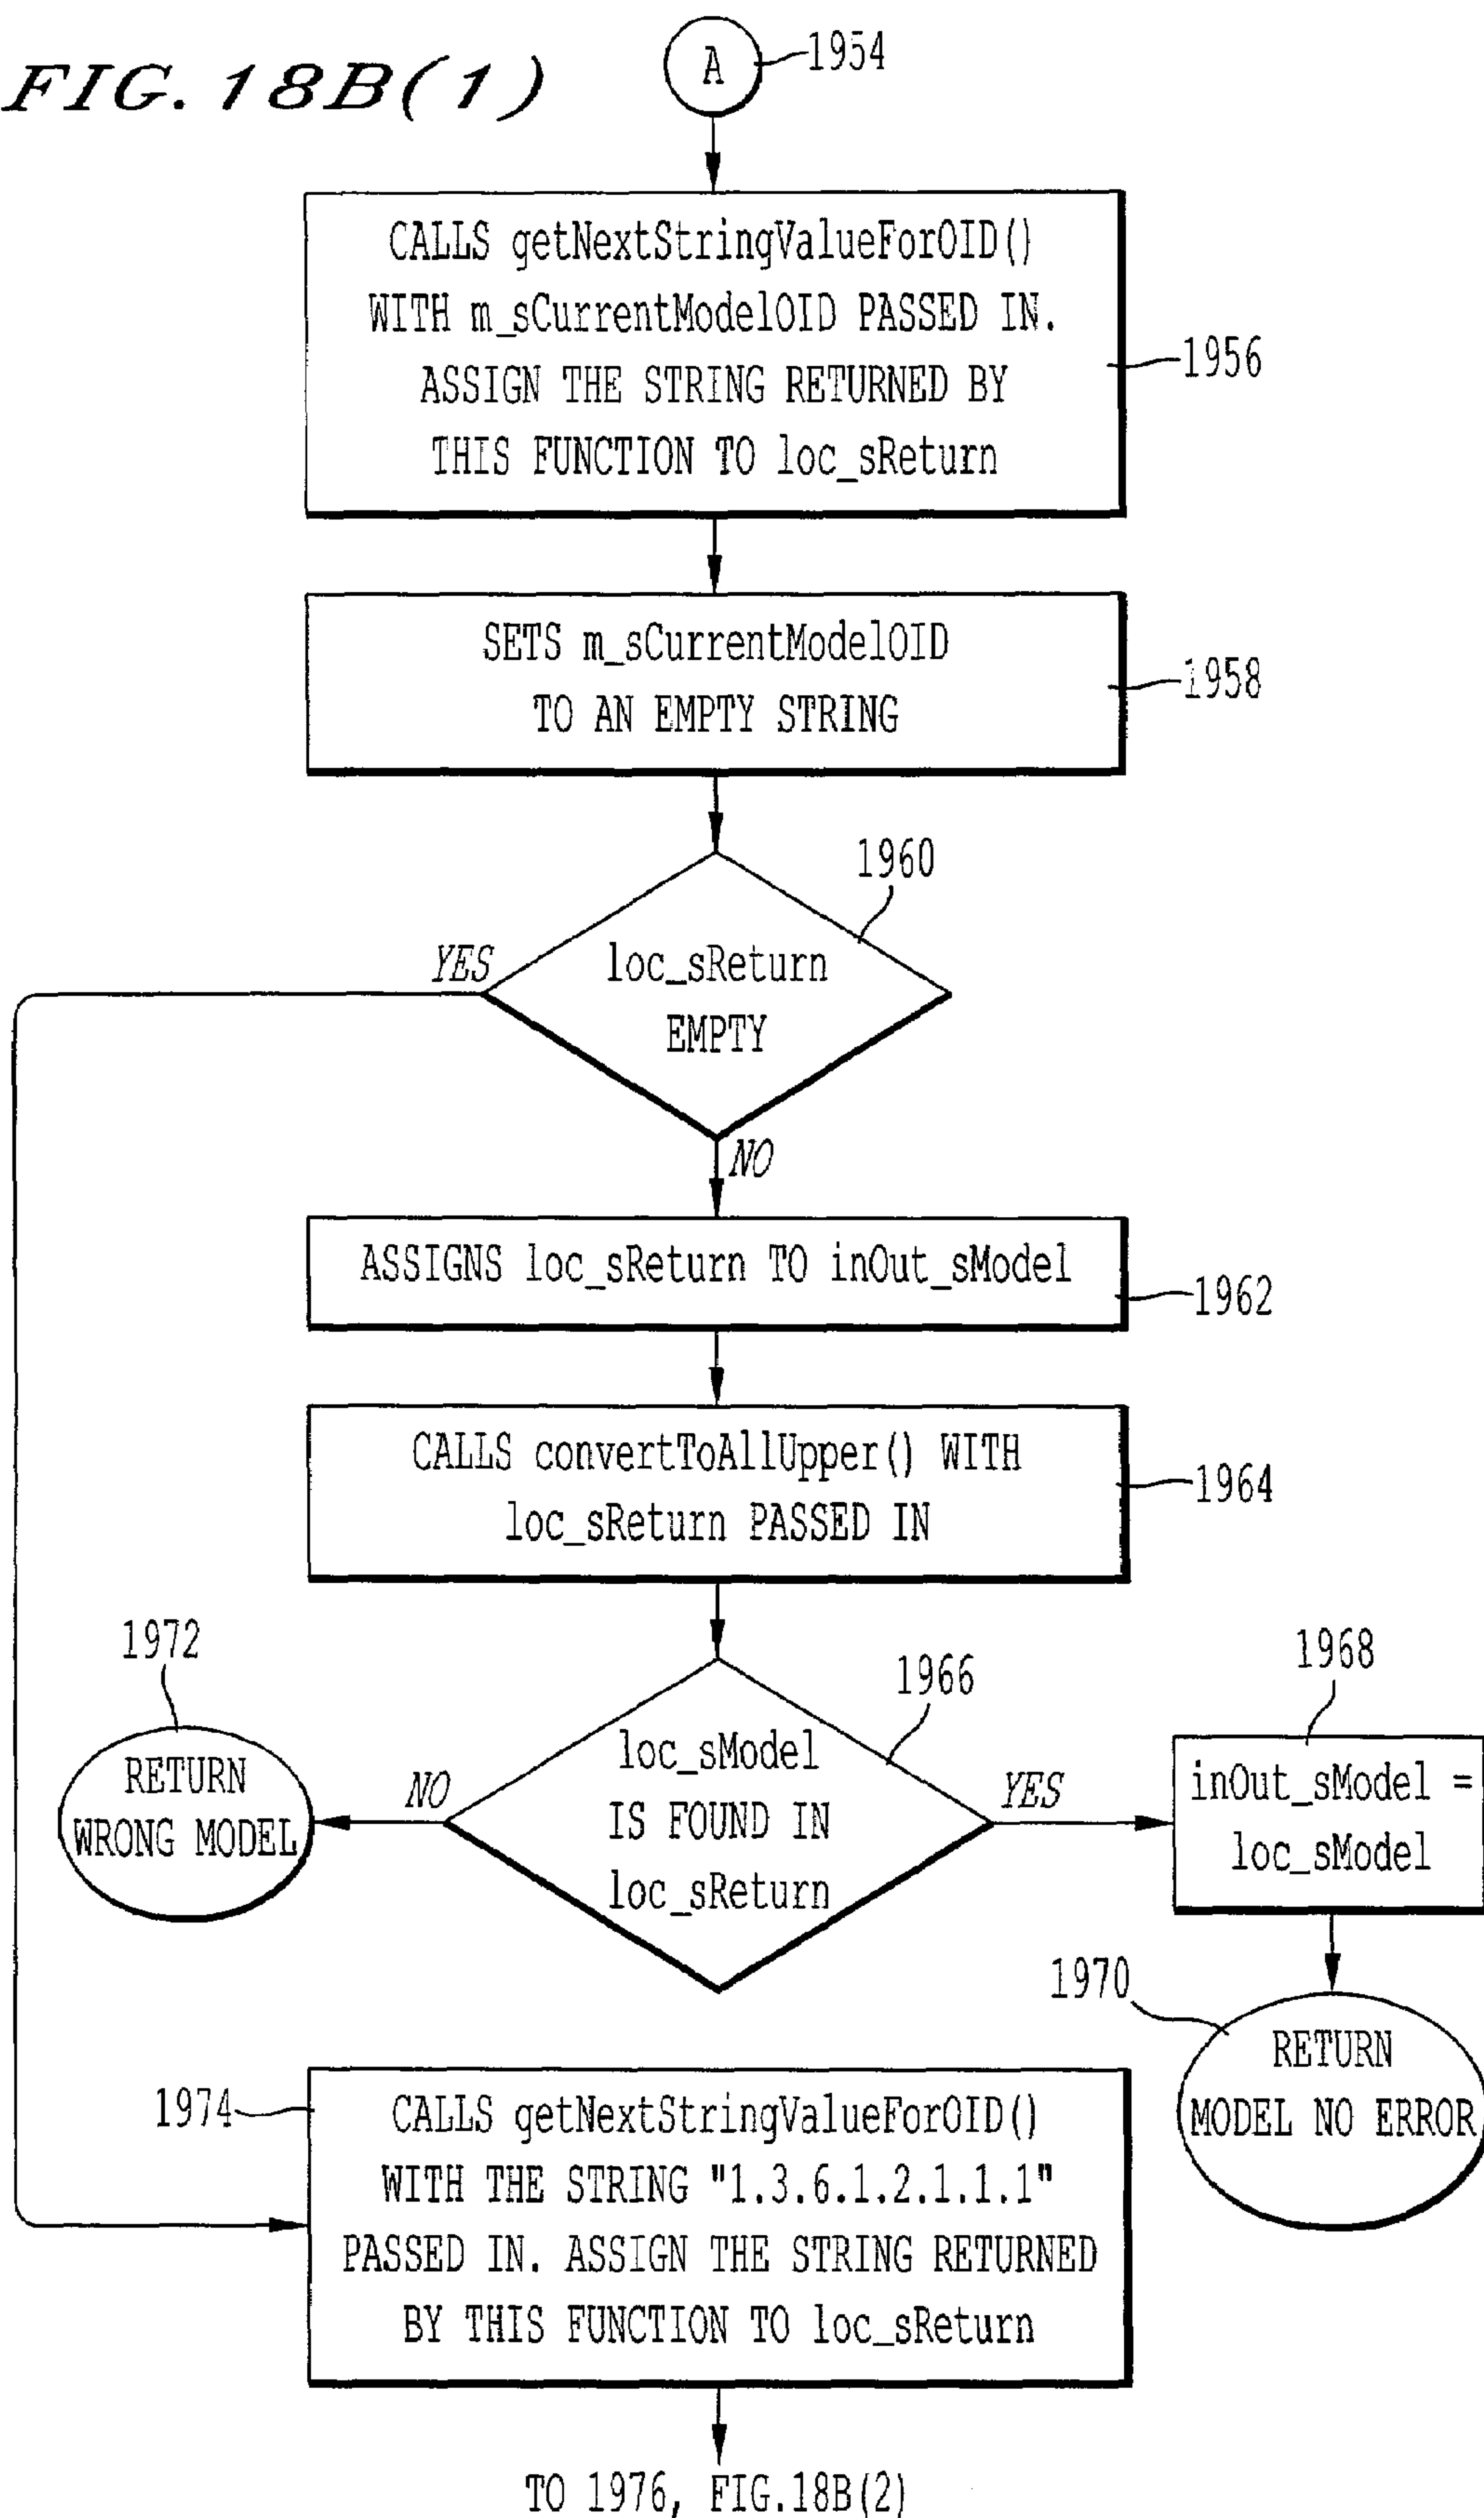 FIG. 18B(1)
A
1954
CALLS getNextStringValueForOID()
WITH m_sCurrentModelOID PASSED IN.
ASSIGN THE STRING RETURNED BY
THIS FUNCTION TO loc_sReturn
1956
SETS m_sCurrentModelOID
TO AN EMPTY STRING
1958
1960
YES
loc_sReturn
EMPTY
NO
ASSIGNS loc_sReturn TO inOut_sModel
1962
CALLS convertToAllUpper() WITH
loc_sReturn PASSED IN
1964
1972
RETURN
WRONG MODEL
NO
1966
loc_sModel
IS FOUND IN
loc_sReturn
YES
1968
inOut_sModel =
loc_sModel
1970
RETURN
MODEL NO ERROR
1974
CALLS getNextStringValueForOID()
WITH THE STRING "1.3.6.1.2.1.1.1"
PASSED IN. ASSIGN THE STRING RETURNED
BY THIS FUNCTION TO loc_sReturn
TO 1976, FIG.18B(2)